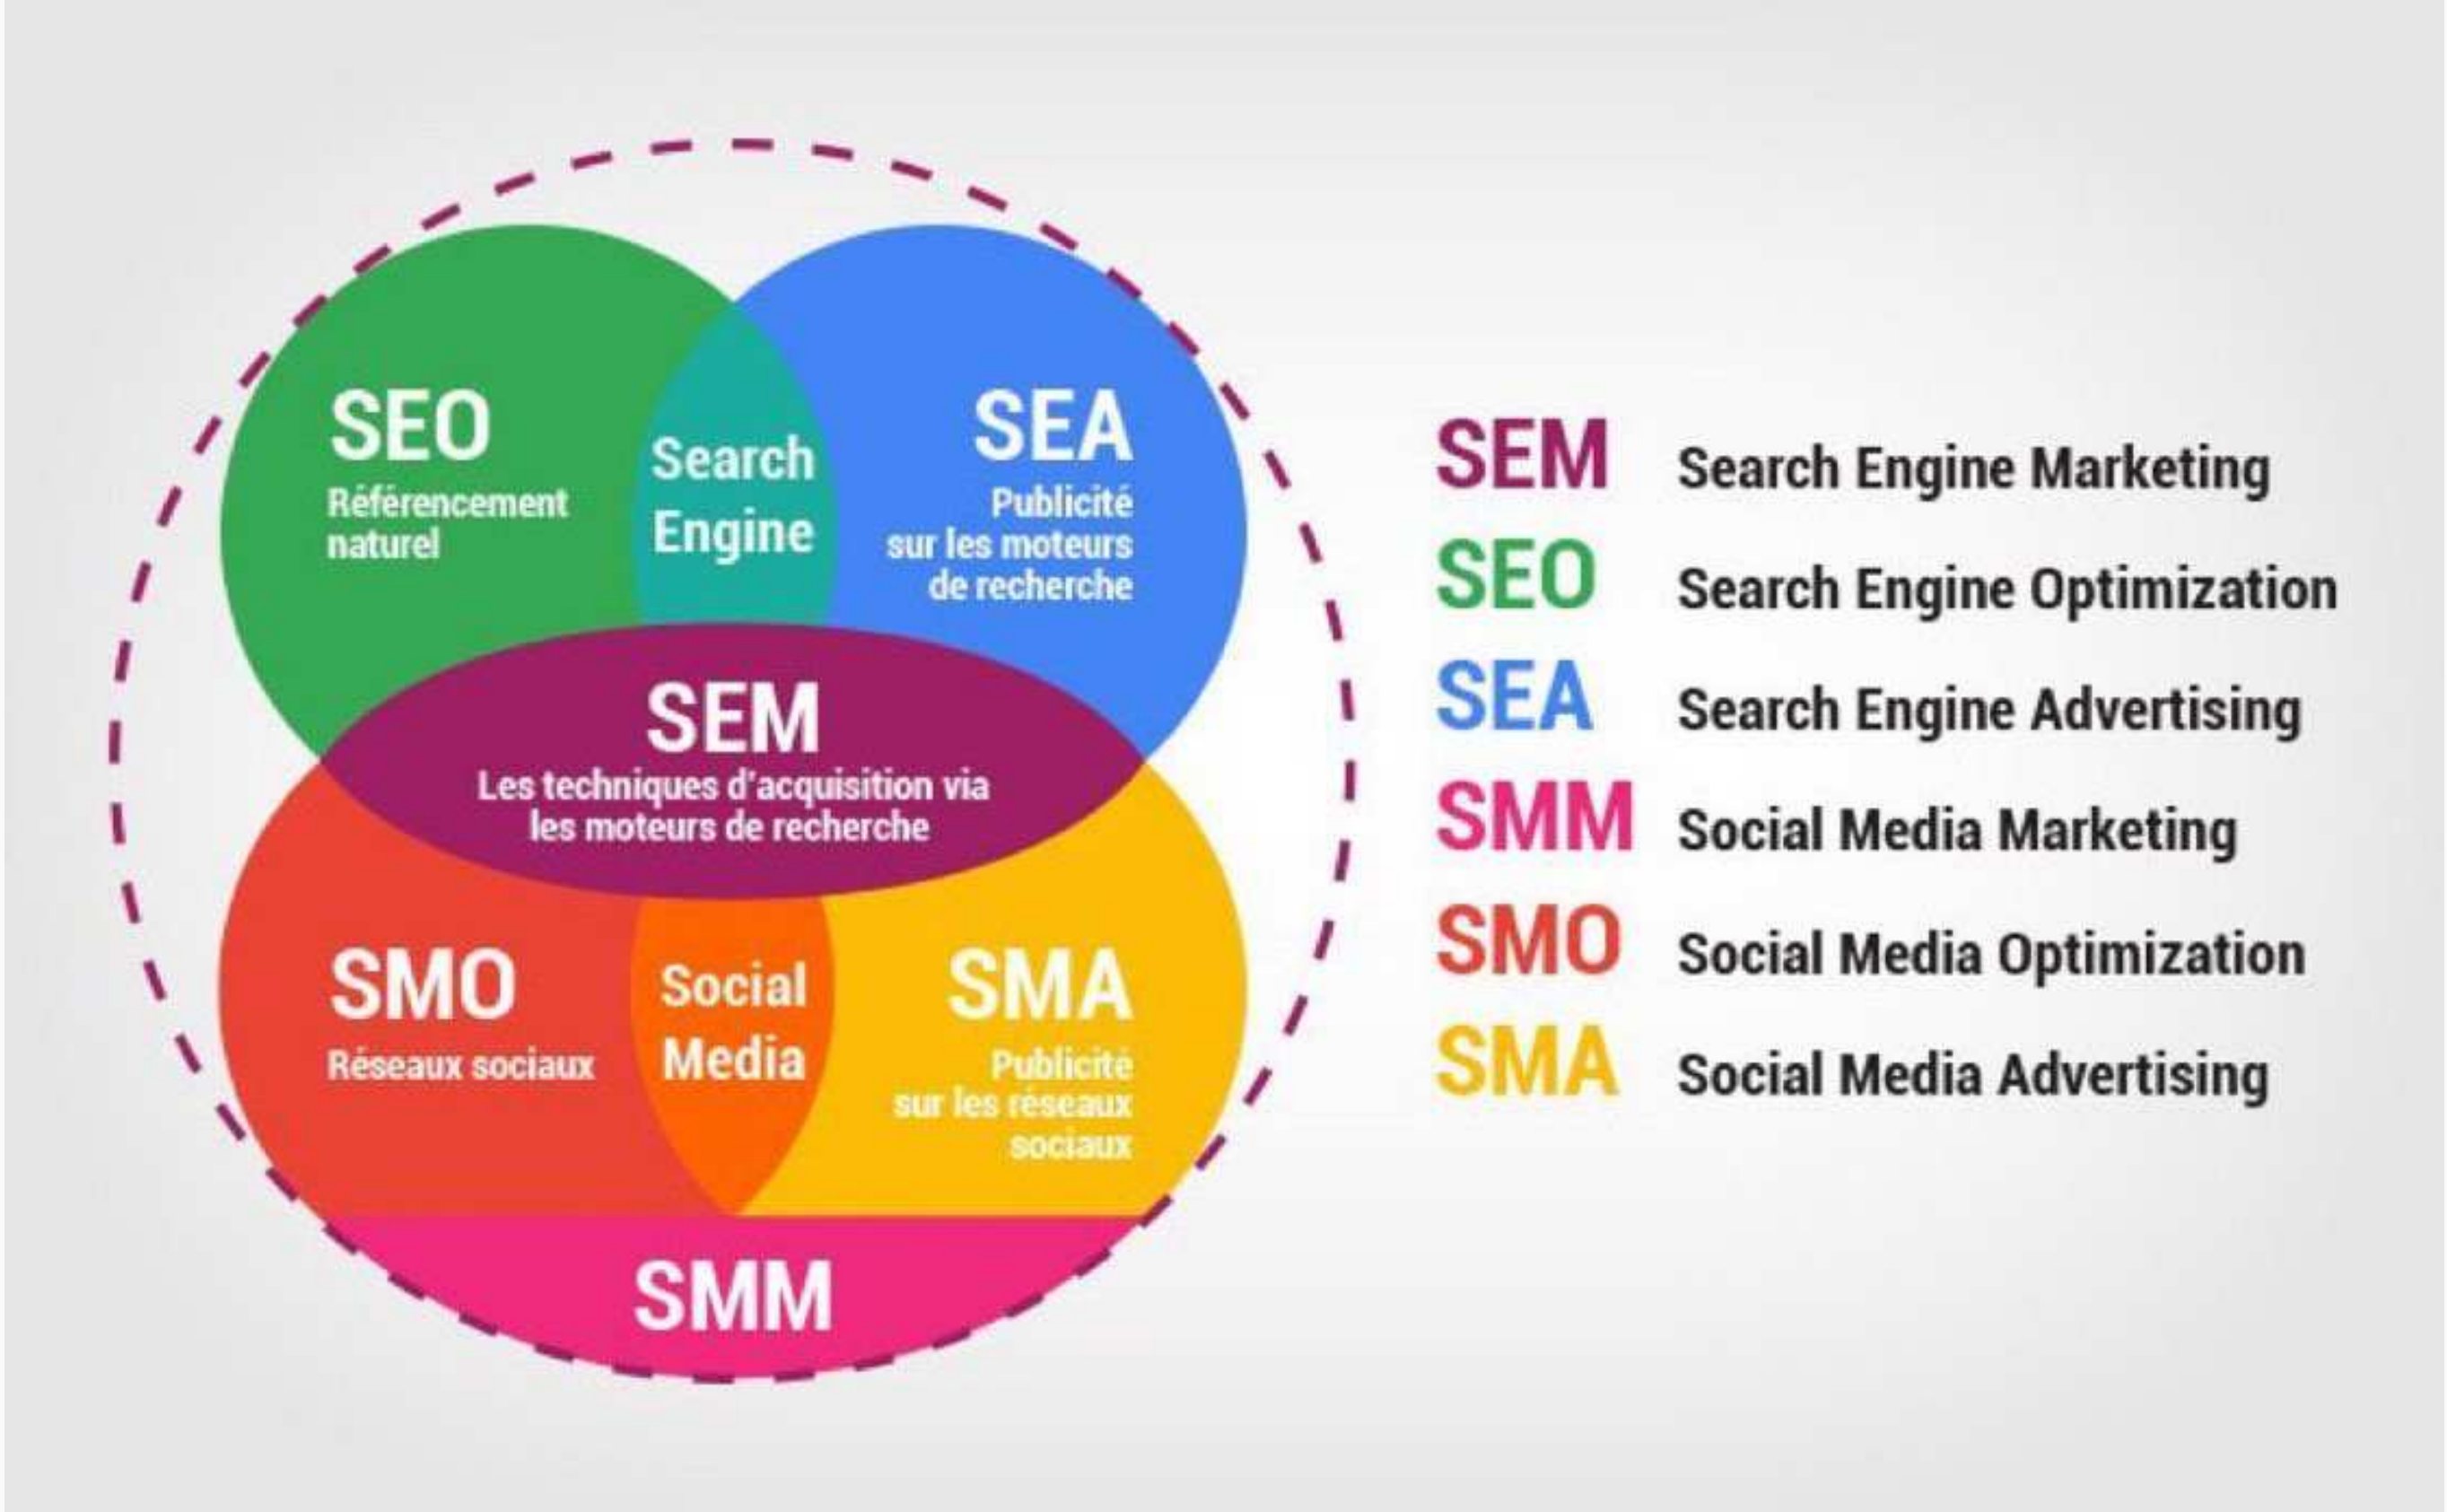 SEO
Référencement
naturel
Search
Engine
SEA
Publicité
sur les moteurs
de recherche
SEM
Les techniques d'acquisition via
les moteurs de recherche
SMO
Réseaux sociaux
Social
Media
SMA
Publicité
sur les réseaux
sociaux
SMM
SEM Search Engine Marketing
SEO Search Engine Optimization
SEA Search Engine Advertising
SMM Social Media Marketing
SMO Social Media Optimization
SMA Social Media Advertising